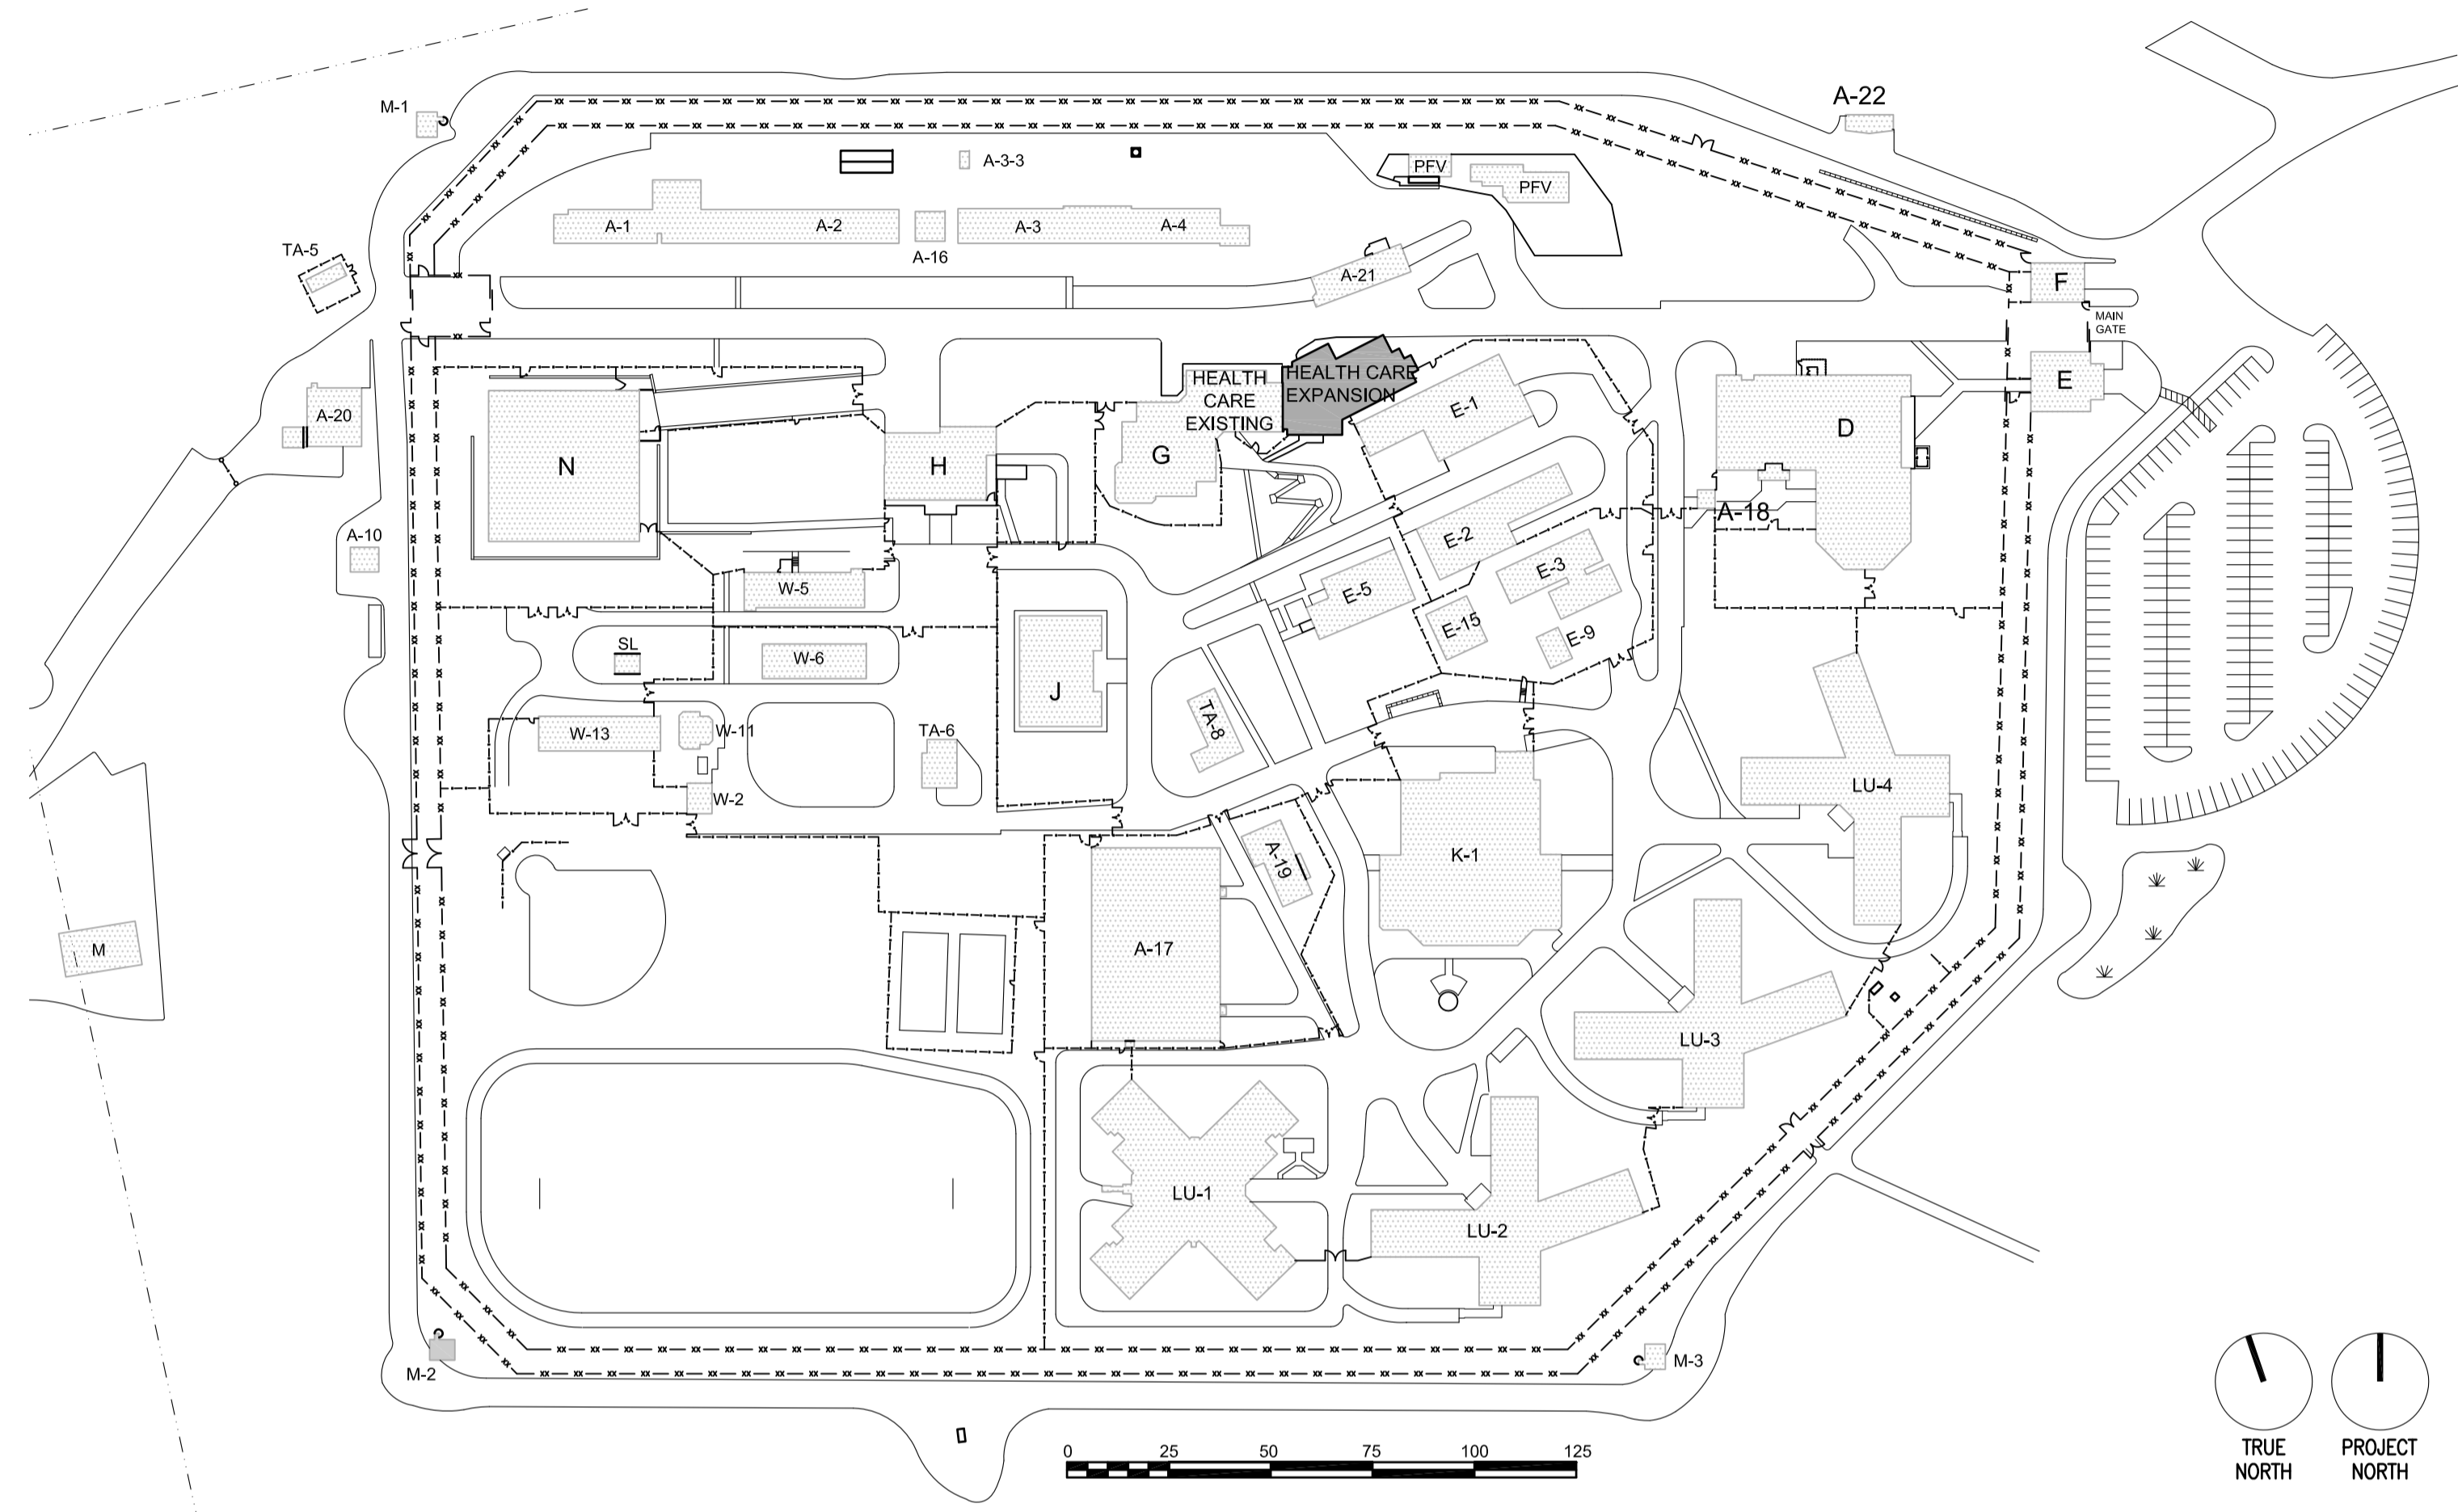 A-22
M-1
A-3-3
PFV
PFV
A-1
A-2
A-3
A-4
A-16
TA-5
A-21
F
MAIN
GATE
HEALTH
CARE
EXISTING
HEALTH CARE
EXPANSION
E
A-20
E-1
D
G
H
N
A-18
A-10
E-2
E-3
W-5
E-5
E-15
E-9
SL
W-6
J
TA-8
W-13
W-11
TA-6
W-2
LU-4
K-1
A-19
M
A-17
LU-3
LU-1
LU-2
M-2
M-3
0 25 50 75 100 125
TRUE
NORTH
PROJECT
NORTH